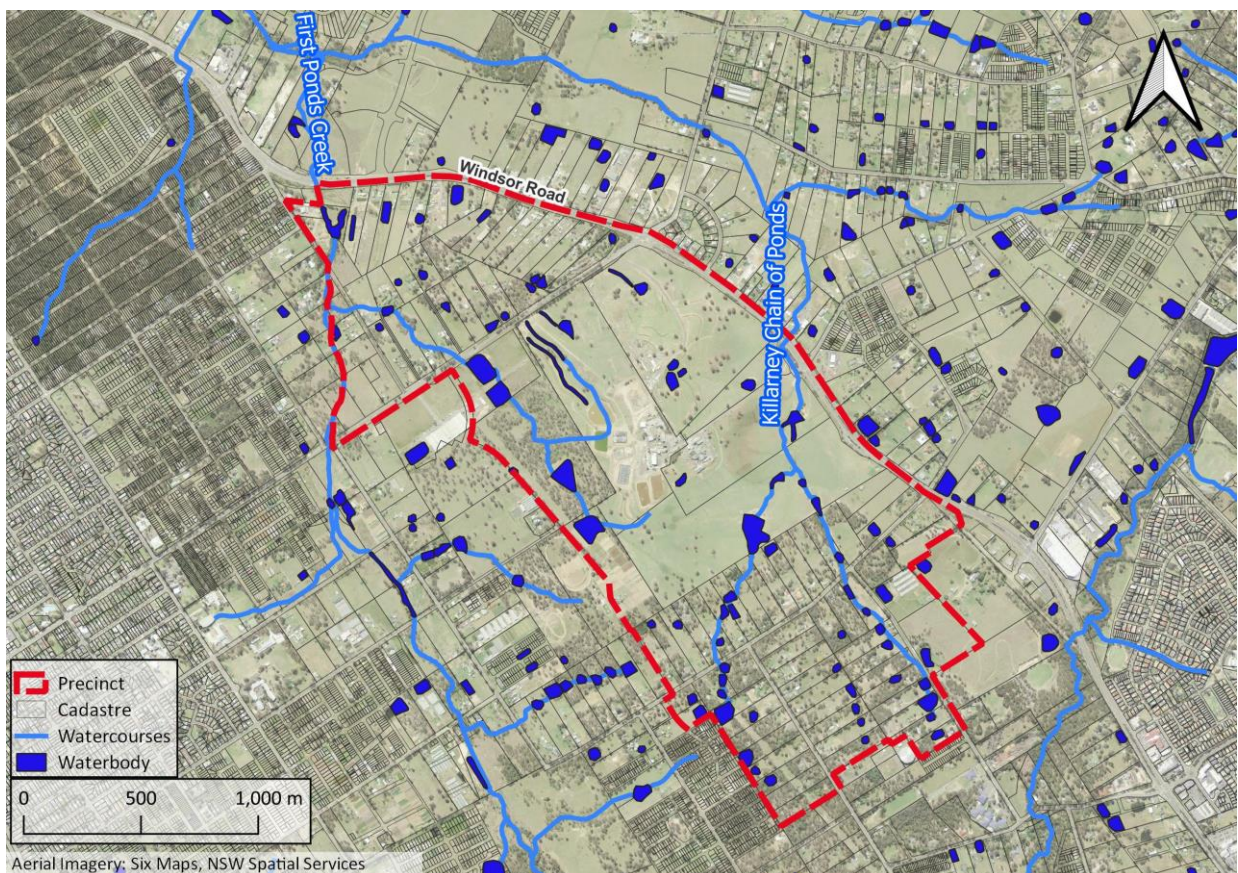 First Ponds Creek
Windsor Road
Killarney Chain of Ponds
Precinct
Cadastre
Watercourses
Waterbody
0 500 1,000 m
Aerial Imagery: Six Maps, NSW Spatial Services